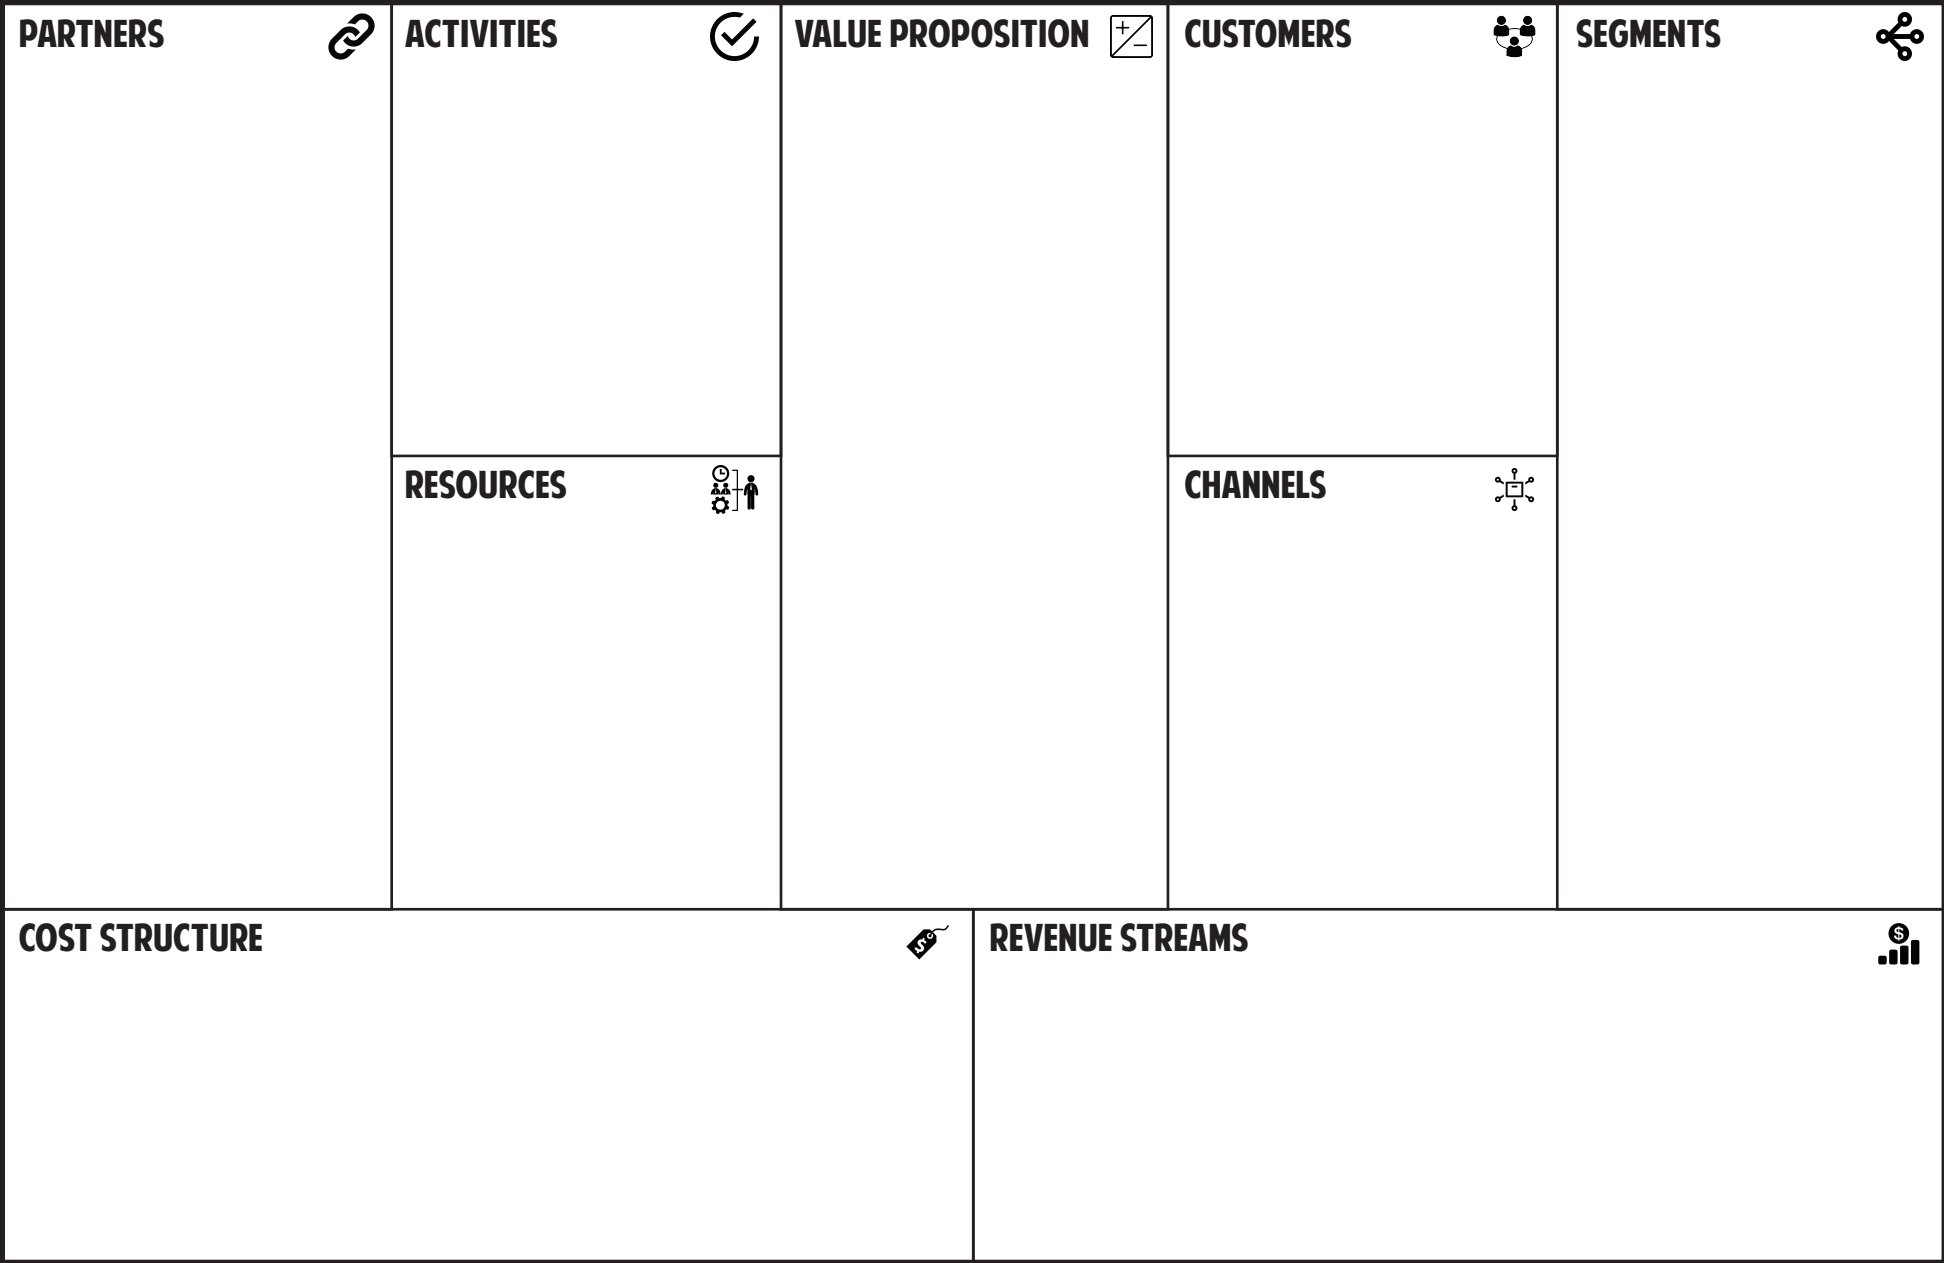 PARTNERS
ACTIVITIES
VALUE PROPOSITION
CUSTOMERS
SEGMENTS
RESOURCES
CHANNELS
COST STRUCTURE
REVENUE STREAMS